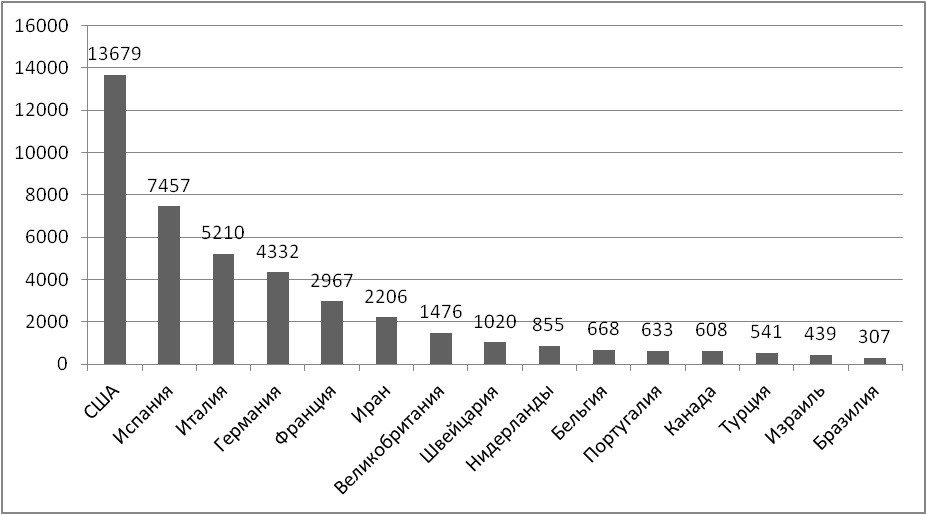 16000
14000
12000
10000
8000
6000
4000
2000
0
13679
7457
5210
4332
2967
2206
1476
1020
855
668
633
608
541
439
307
США
Испания
Италия
Германия
Франция
Иран
Великобритания
Швейцария
Нидерланды
Бельгия
Португалия
Канада
Турция
Израиль
Бразилия